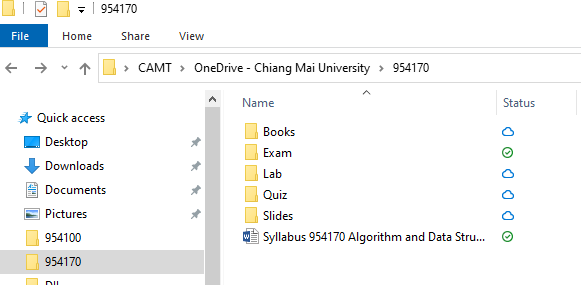 954170
File Home Share View
CAMT > OneDrive - Chiang Mai University > 954170
Name Status
Quick access
Desktop
Downloads
Documents
Pictures
954100
954170
Books
Exam
Lab
Quiz
Slides
Syllabus 954170 Algorithm and Data Stru...